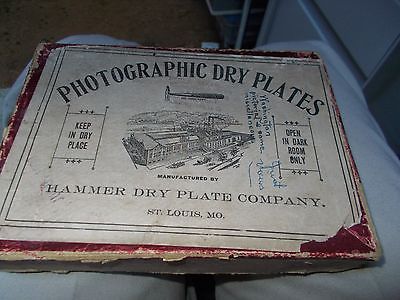 PHOTOGRAPHIC DRY PLATES
KEEP
IN DRY
PLACE
OPEN
IN DARK
ROOM
ONLY
MANUFACTURED BY
HAMMER DRY PLATE COMPANY.
ST. LOUIS, MO.
some